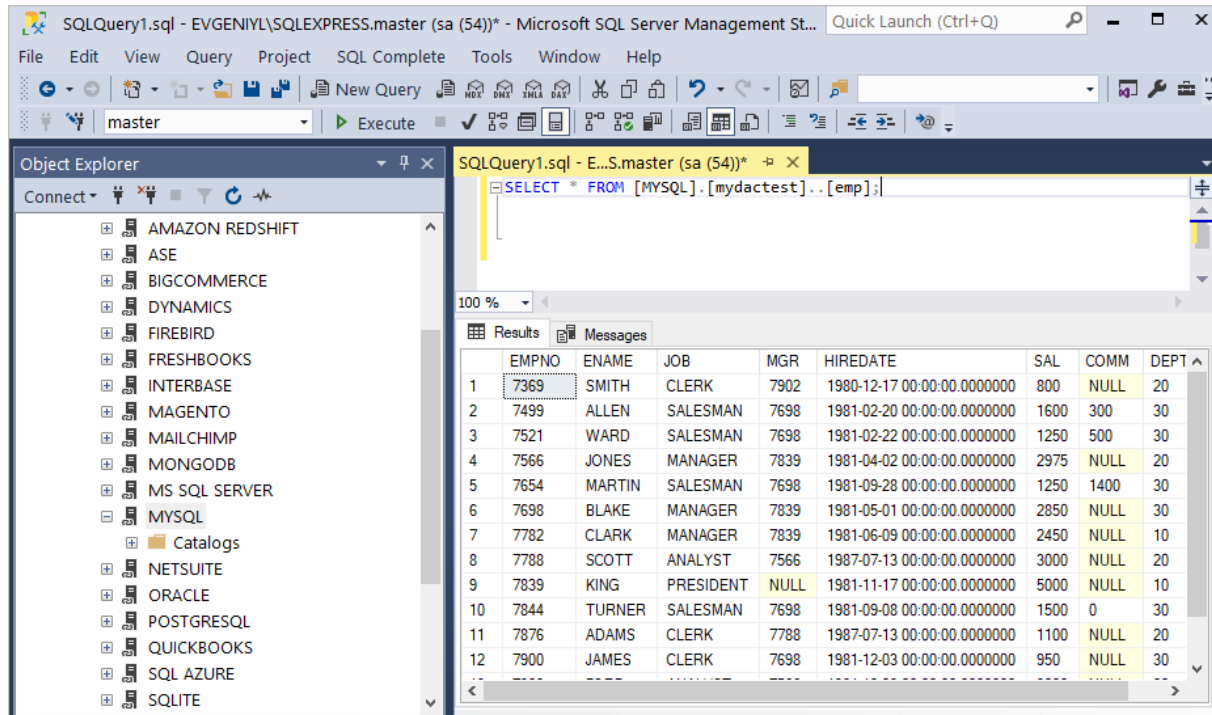 SQLQuery1.sql - EVGENIYL\SQLEXPRESS.master (sa (54))* - Microsoft SQL Server Management St...
Quick Launch (Ctrl+Q)
File Edit View Query Project SQL Complete Tools Window Help
New Query MDX DMX XMLA DAX
master Execute
Object Explorer
Connect
AMAZON REDSHIFT
ASE
BIGCOMMERCE
DYNAMICS
FIREBIRD
FRESHBOOKS
INTERBASE
MAGENTO
MAILCHIMP
MONGODB
MS SQL SERVER
MYSQL
Catalogs
NETSUITE
ORACLE
POSTGRESQL
QUICKBOOKS
SQL AZURE
SQLITE
SQLQuery1.sql - E...S.master (sa (54))*
SELECT * FROM [MYSQL].[mydactest]..[emp];
100 %
Results Messages
EMPNO ENAME JOB MGR HIREDATE SAL COMM DEPT
1 7369 SMITH CLERK 7902 1980-12-17 00:00:00.0000000 800 NULL 20
2 7499 ALLEN SALESMAN 7698 1981-02-20 00:00:00.0000000 1600 300 30
3 7521 WARD SALESMAN 7698 1981-02-22 00:00:00.0000000 1250 500 30
4 7566 JONES MANAGER 7839 1981-04-02 00:00:00.0000000 2975 NULL 20
5 7654 MARTIN SALESMAN 7698 1981-09-28 00:00:00.0000000 1250 1400 30
6 7698 BLAKE MANAGER 7839 1981-05-01 00:00:00.0000000 2850 NULL 30
7 7782 CLARK MANAGER 7839 1981-06-09 00:00:00.0000000 2450 NULL 10
8 7788 SCOTT ANALYST 7566 1987-07-13 00:00:00.0000000 3000 NULL 20
9 7839 KING PRESIDENT NULL 1981-11-17 00:00:00.0000000 5000 NULL 10
10 7844 TURNER SALESMAN 7698 1981-09-08 00:00:00.0000000 1500 0 30
11 7876 ADAMS CLERK 7788 1987-07-13 00:00:00.0000000 1100 NULL 20
12 7900 JAMES CLERK 7698 1981-12-03 00:00:00.0000000 950 NULL 30